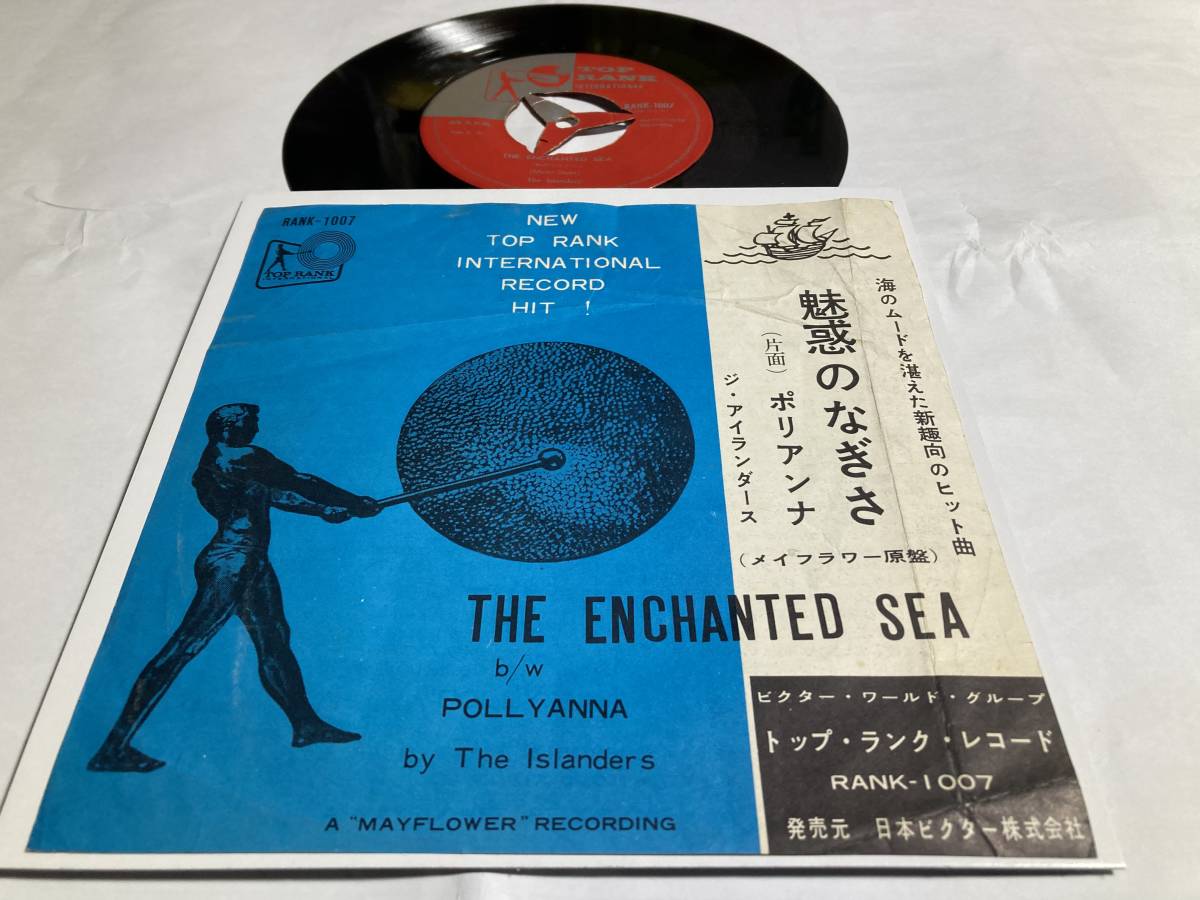 TOP
RANK
INTERNATIONAL
RANK-1007
THE ENCHANTED SEA
The Islanders
RANK-1007
TOP RANK
INTERNATIONAL
NEW
TOP RANK
INTERNATIONAL
RECORD
HIT !
海のムードを湛えた新趣向のヒット曲
魅惑のなぎさ
(片面) ポリアンナ
ジ・アイランダース
(メイフラワー原盤)
THE ENCHANTED SEA
b/w
POLLYANNA
by The Islanders
A "MAYFLOWER" RECORDING
ビクター・ワールド・グループ
トップ・ランク・レコード
RANK-1007
発売元 日本ビクター株式会社